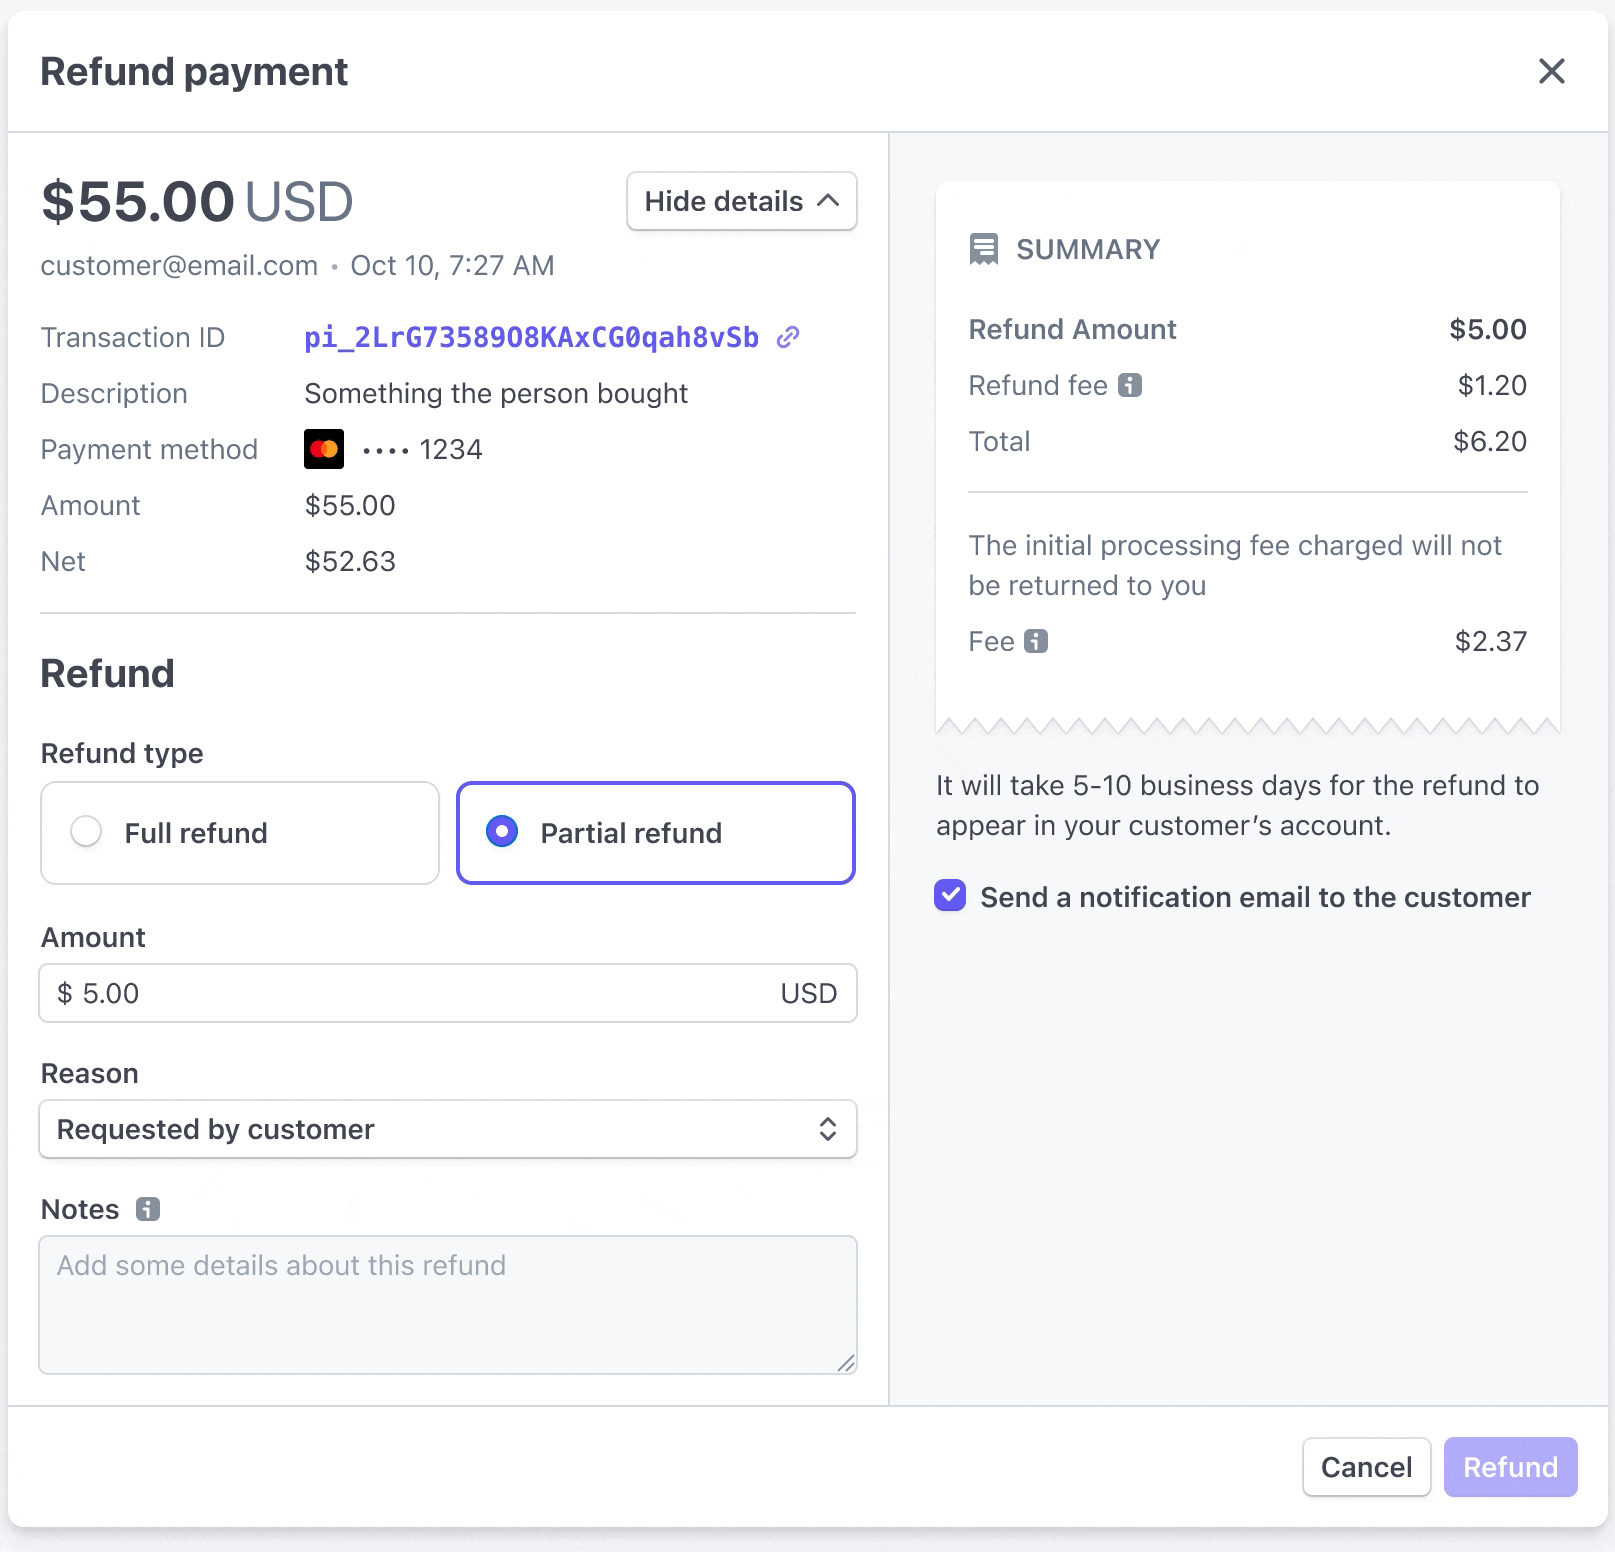 Refund payment
$55.00 USD
Hide details
customer@email.com • Oct 10, 7:27 AM
Transaction ID pi_2LrG73589O8KAxCG0qah8vSb
Description Something the person bought
Payment method •••• 1234
Amount $55.00
Net $52.63
Refund
Refund type
Full refund
Partial refund
Amount
$ 5.00 USD
Reason
Requested by customer
Notes
Add some details about this refund
SUMMARY
Refund Amount $5.00
Refund fee $1.20
Total $6.20
The initial processing fee charged will not
be returned to you
Fee $2.37
It will take 5-10 business days for the refund to
appear in your customer’s account.
Send a notification email to the customer
Cancel
Refund